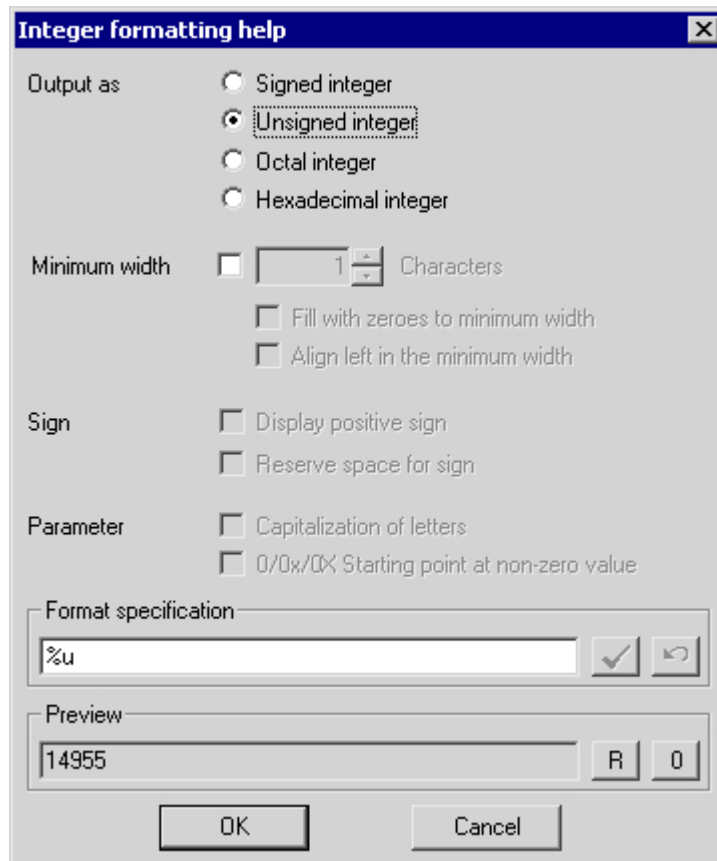 Integer formatting help
Output as
Signed integer
Unsigned integer
Octal integer
Hexadecimal integer
Minimum width 1 Characters
Fill with zeroes to minimum width
Align left in the minimum width
Sign
Display positive sign
Reserve space for sign
Parameter
Capitalization of letters
0/0x/0X Starting point at non-zero value
Format specification
%u
Preview
14955 R 0
OK Cancel